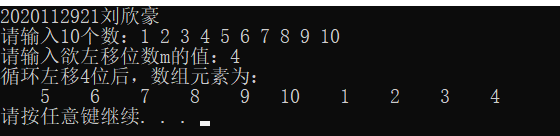 2020112921刘欣豪
请输入10个数：1 2 3 4 5 6 7 8 9 10
请输入欲左移位数m的值：4
循环左移4位后，数组元素为：
5 6 7 8 9 10 1 2 3 4
请按任意键继续. . .